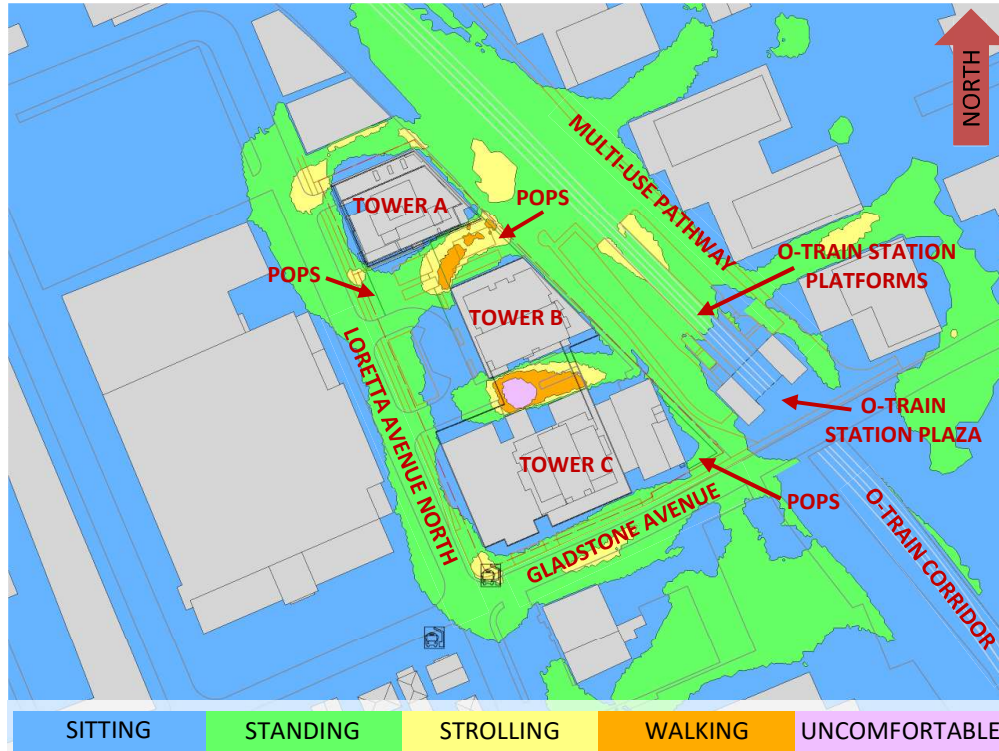 NORTH
MULTI-USE PATHWAY
TOWER A
POPS
O-TRAIN STATION
PLATFORMS
POPS
TOWER B
LORETTA AVENUE NORTH
O-TRAIN
STATION PLAZA
TOWER C
POPS
GLADSTONE AVENUE
O-TRAIN CORRIDOR
SITTING
STANDING
STROLLING
WALKING
UNCOMFORTABLE